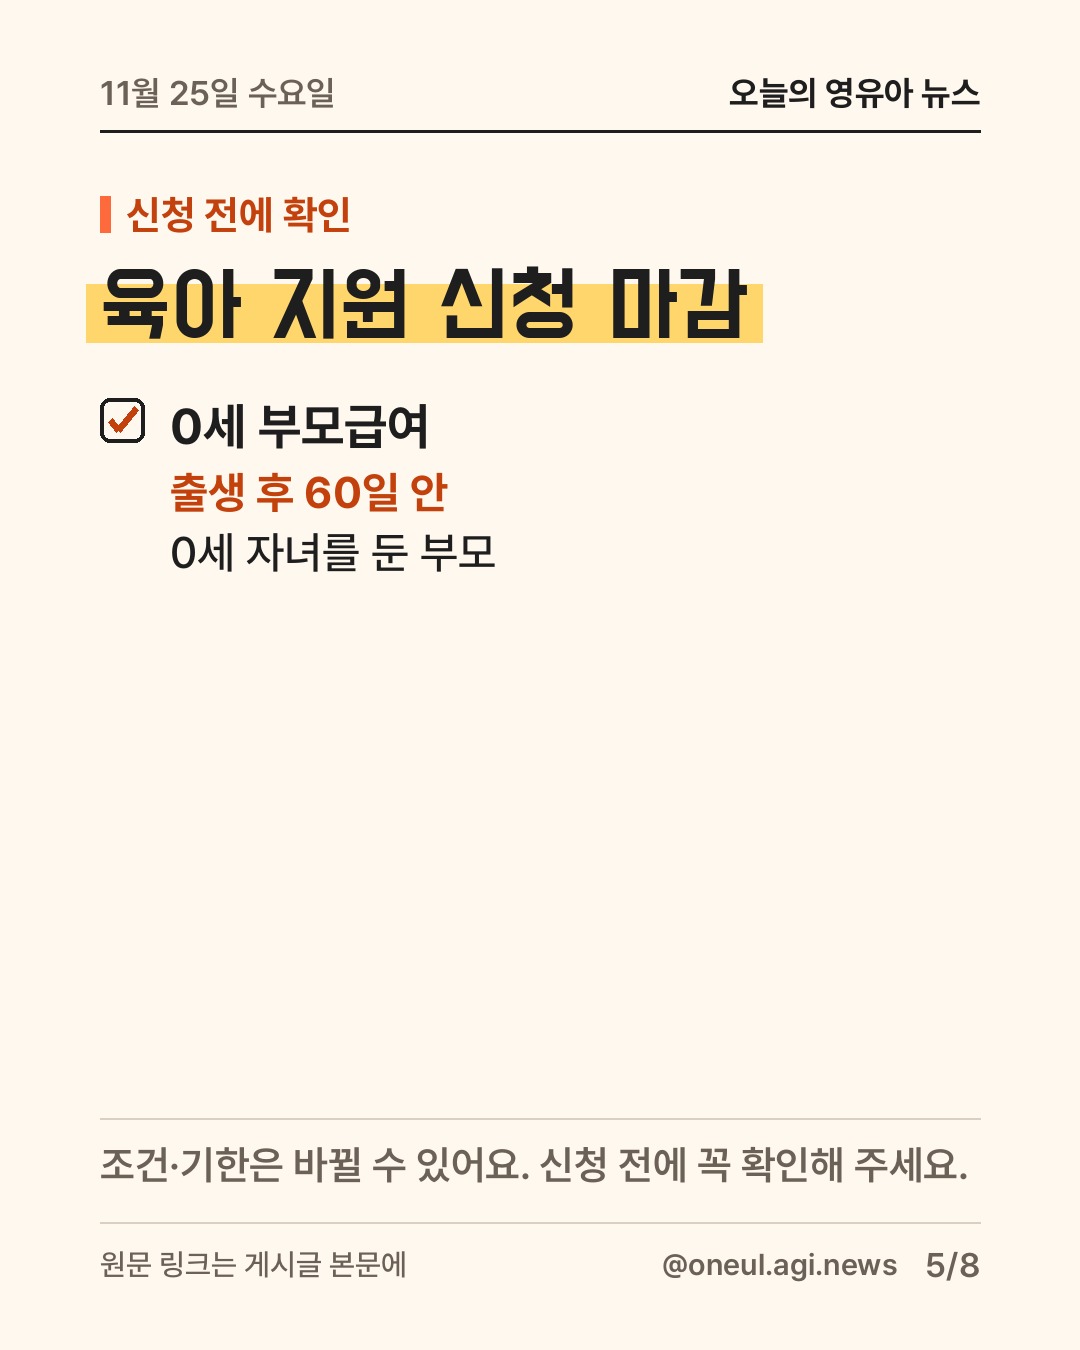 11월 25일 수요일
오늘의 영유아 뉴스
신청 전에 확인
육아 지원 신청 마감
0세 부모급여
출생 후 60일 안
0세 자녀를 둔 부모
조건·기한은 바뀔 수 있어요. 신청 전에 꼭 확인해 주세요.
원문 링크는 게시글 본문에
@oneul.agi.news 5/8